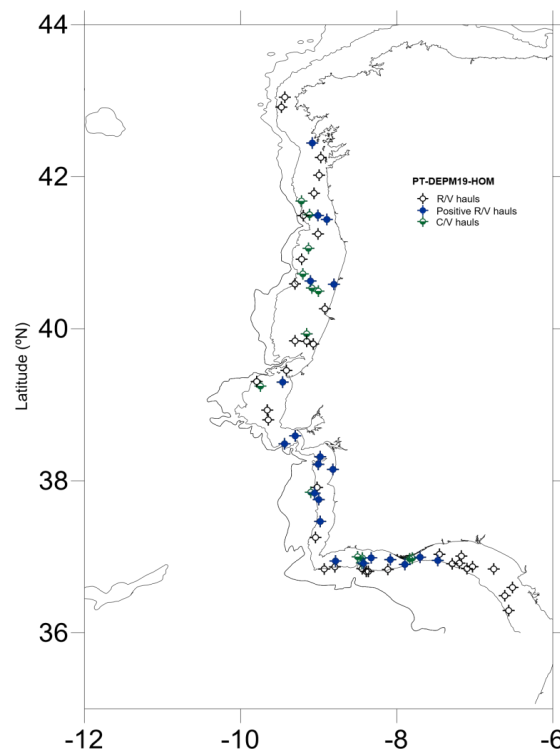 44
42
40
38
36
Latitude (ºN)
PT-DEPM19-HOM
R/V hauls
Positive R/V hauls
C/V hauls
-12
-10
-8
-6